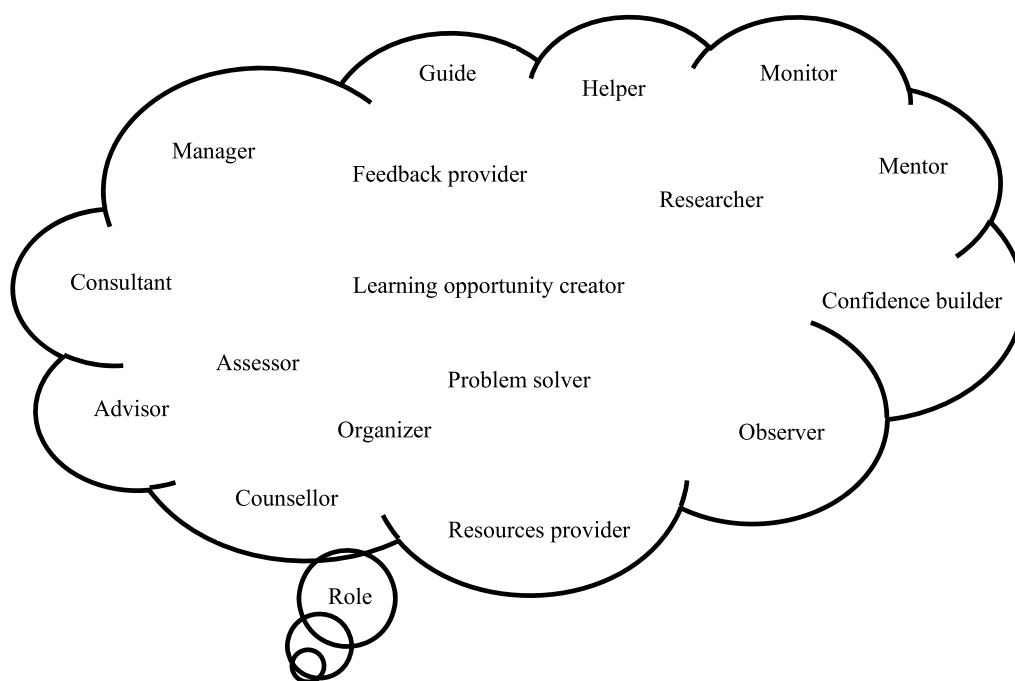 Guide
Helper
Monitor
Manager
Feedback provider
Mentor
Researcher
Consultant
Learning opportunity creator
Confidence builder
Assessor
Problem solver
Advisor
Organizer
Observer
Counsellor
Resources provider
Role